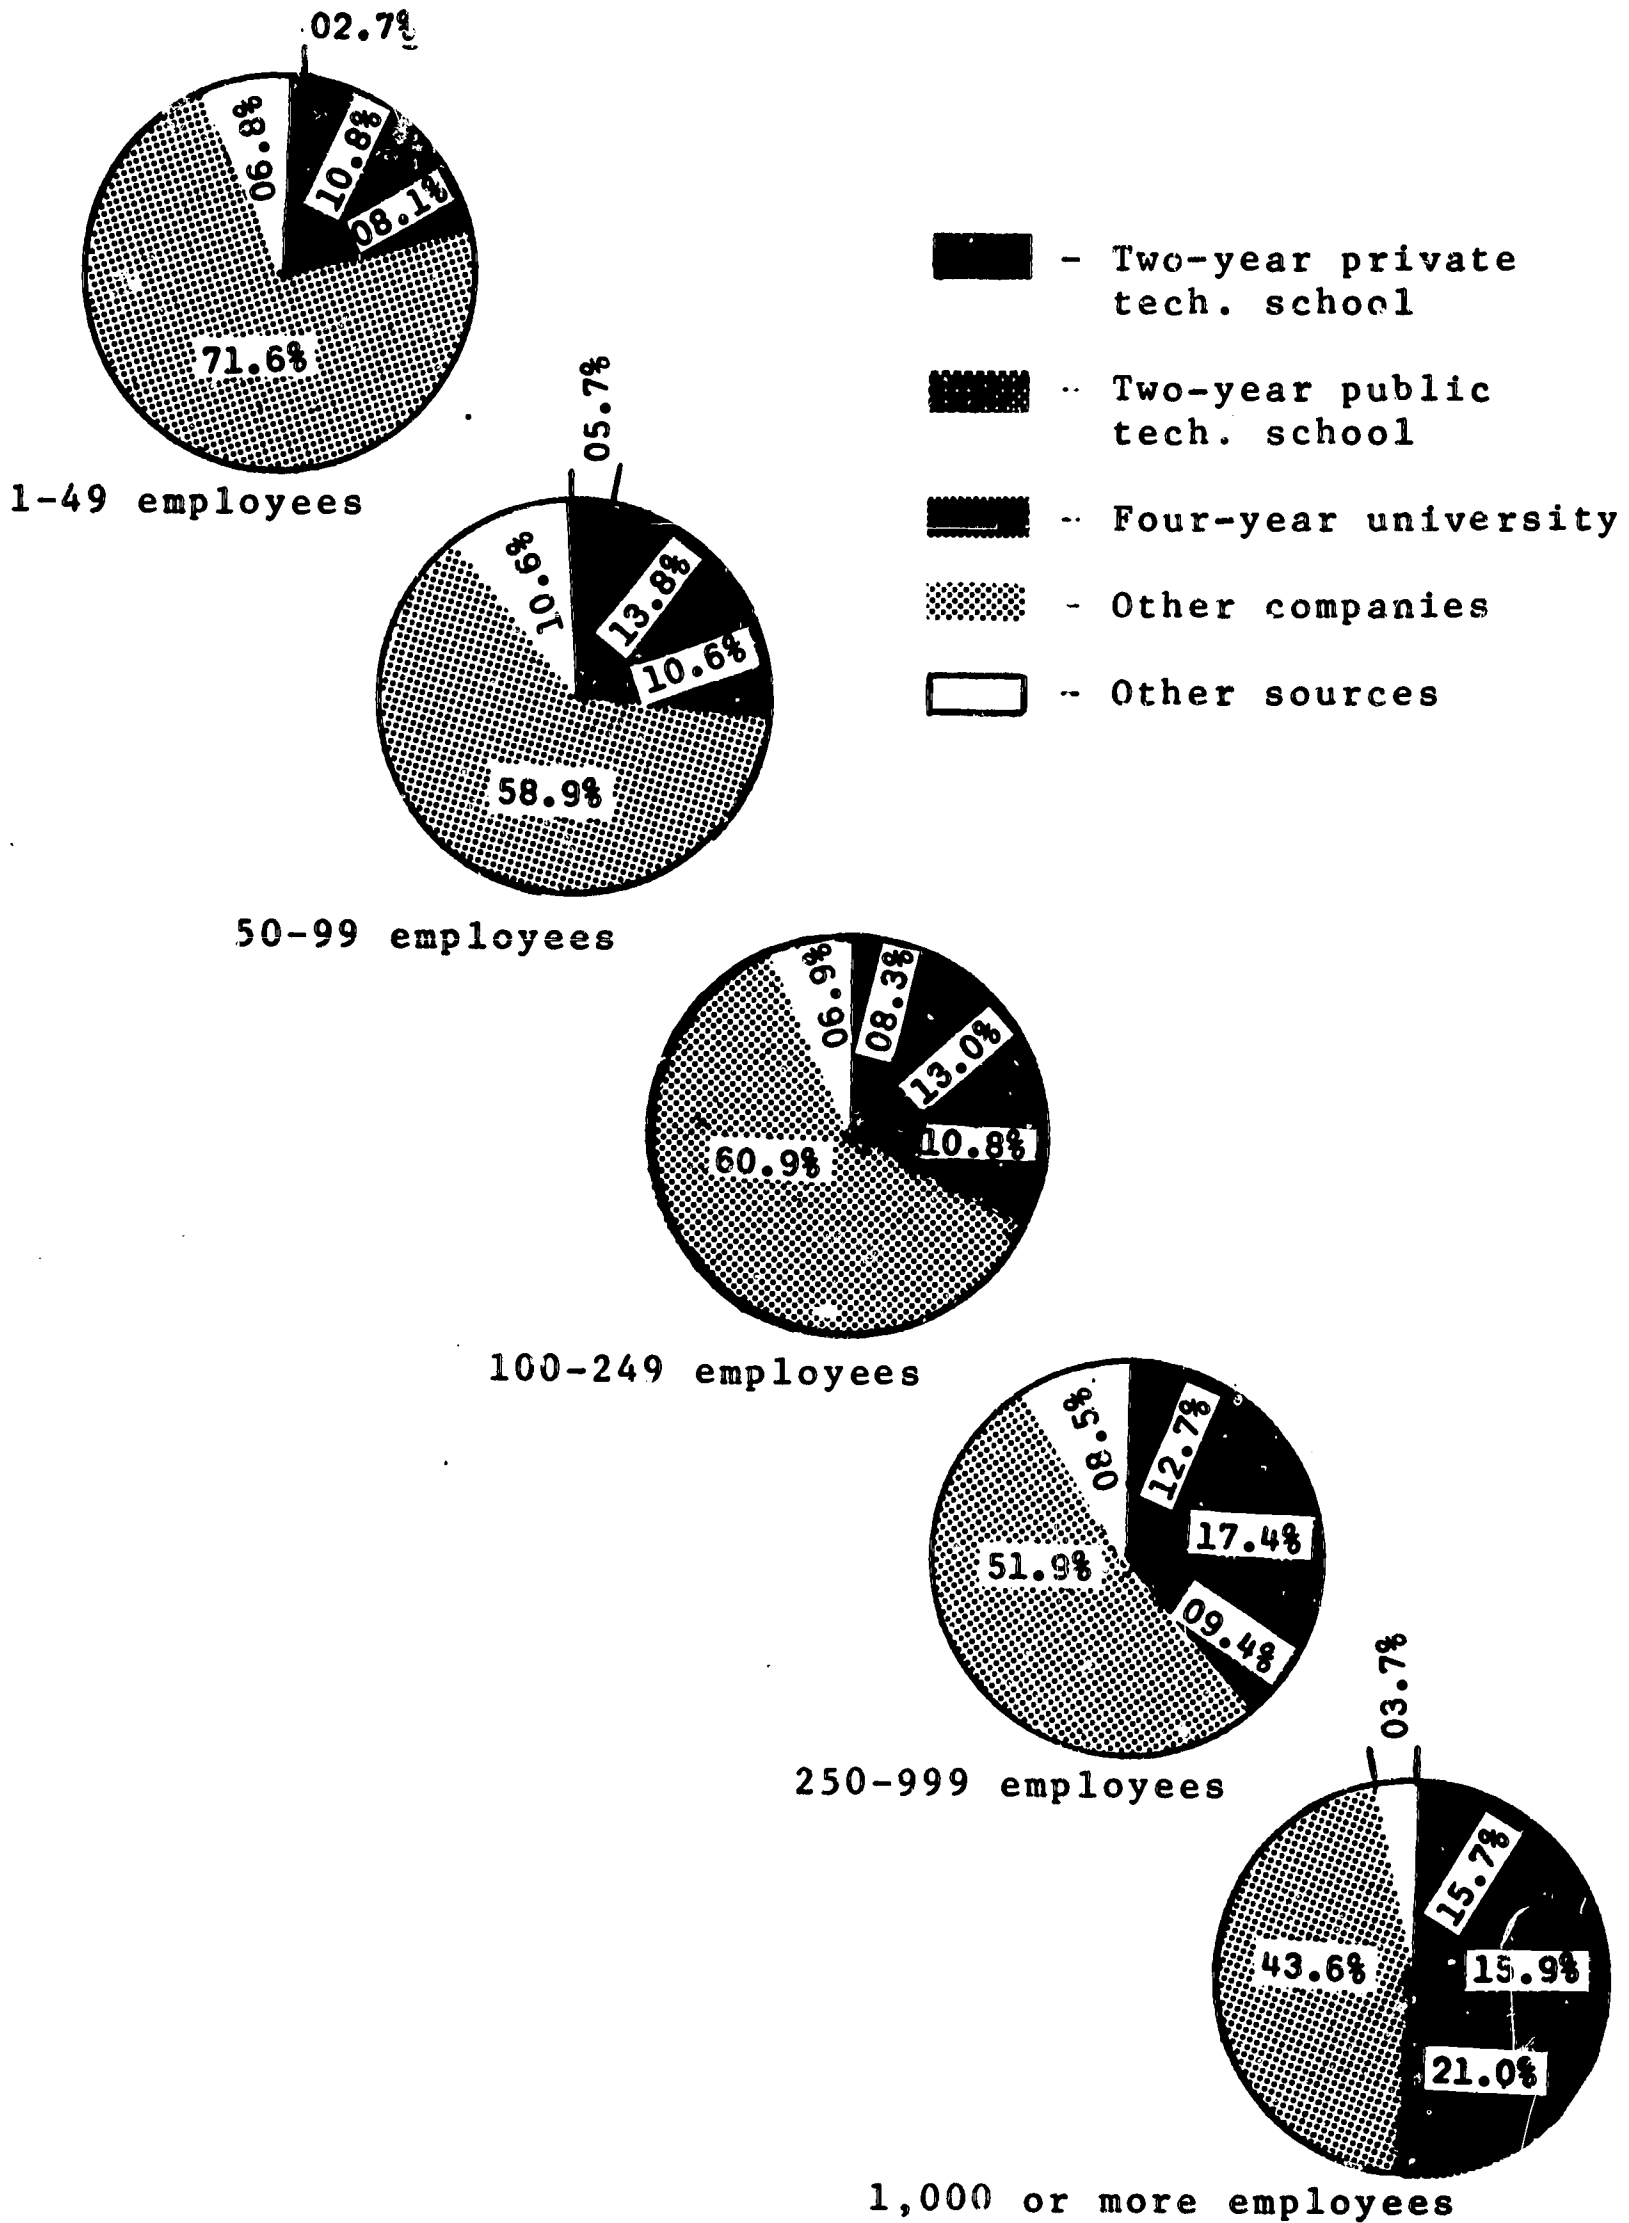 02.7%
06.8%
10.8%
08.1%
71.6%
1-49 employees
- Two-year private
tech. school
- Two-year public
tech. school
- Four-year university
- Other companies
- Other sources
05.7%
10.6%
13.8%
10.6%
58.9%
50-99 employees
06.9%
08.3%
13.0%
10.8%
60.9%
100-249 employees
08.5%
12.7%
17.4%
09.4%
51.9%
250-999 employees
03.7%
15.7%
15.9%
21.0%
43.6%
1,000 or more employees